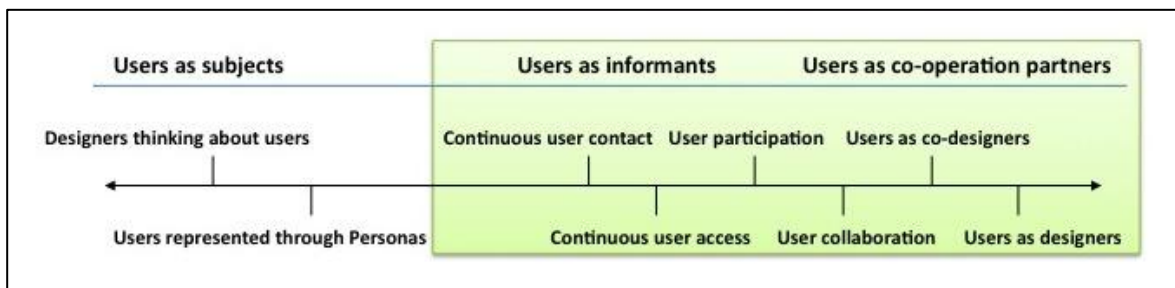 Users as subjects Users as informants Users as co-operation partners
Designers thinking about users Continuous user contact User participation Users as co-designers
Users represented through Personas Continuous user access User collaboration Users as designers